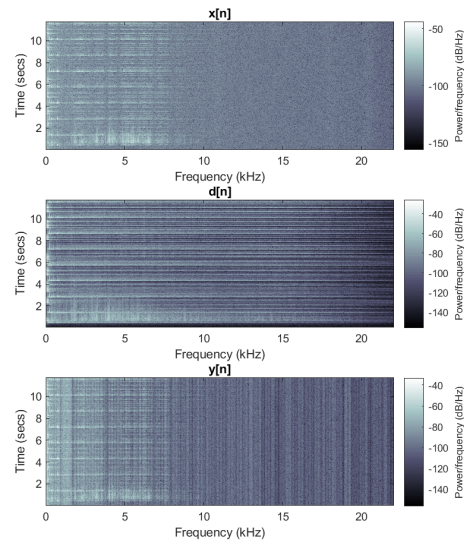 x[n]
10
8
6
4
2
Time (secs)
0 5 10 15 20
Frequency (kHz)
-50
-100
-150
Power/frequency (dB/Hz)
d[n]
10
8
6
4
2
Time (secs)
0 5 10 15 20
Frequency (kHz)
-40
-60
-80
-100
-120
-140
Power/frequency (dB/Hz)
y[n]
10
8
6
4
2
Time (secs)
0 5 10 15 20
Frequency (kHz)
-40
-60
-80
-100
-120
-140
Power/frequency (dB/Hz)